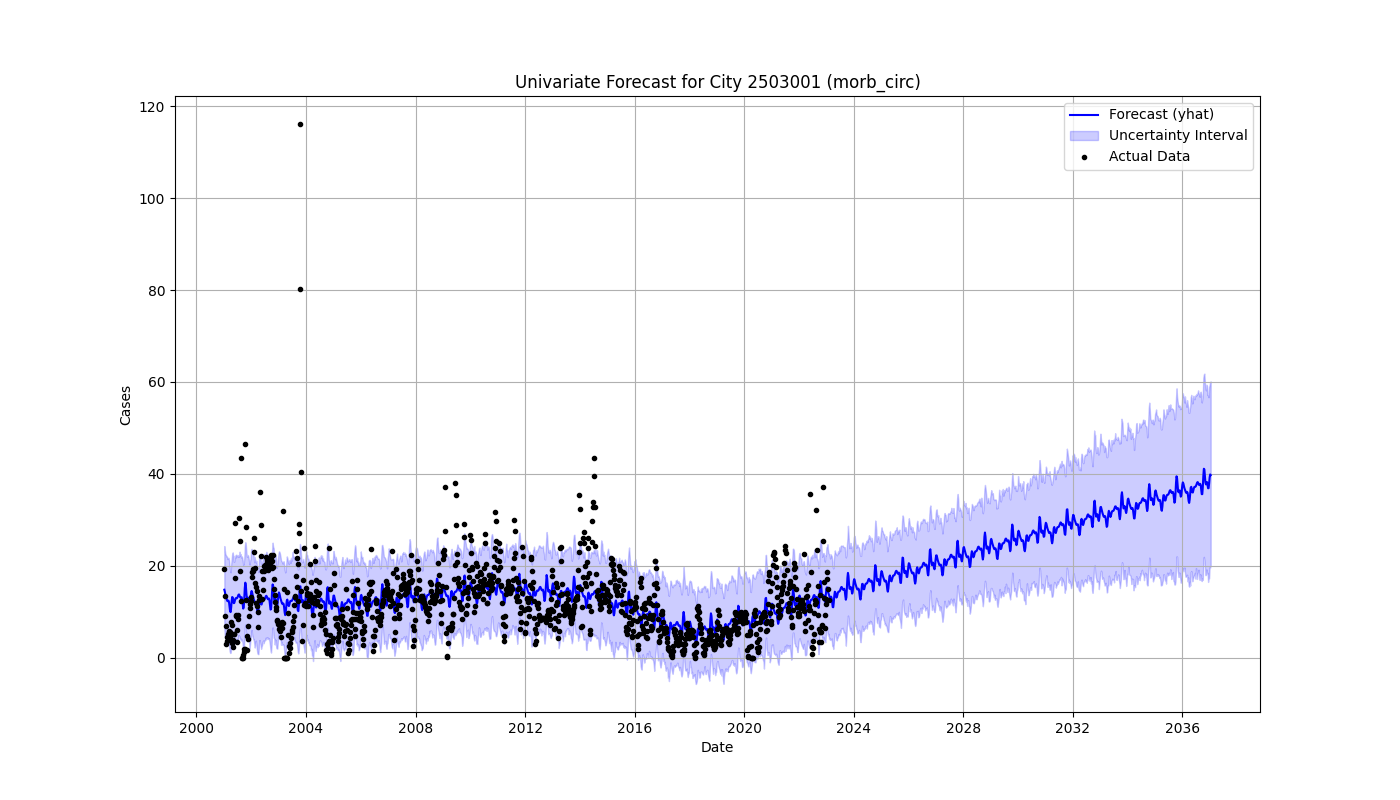 Univariate Forecast for City 2503001 (morb_circ)
Forecast (yhat)
Uncertainty Interval
Actual Data
Cases
120
100
80
60
40
20
0
2000 2004 2008 2012 2016 2020 2024 2028 2032 2036
Date